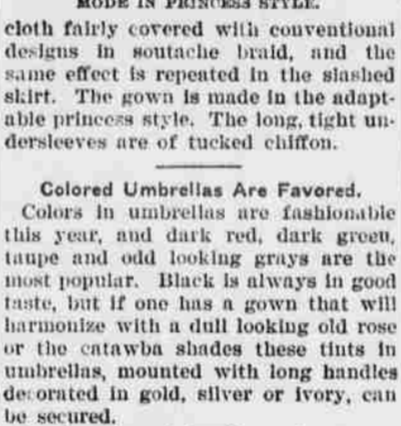 MODE IN PRINCESS STYLE.
cloth fairly covered with conventional
designs in soutache braid, and the
same effect is repeated in the slashed
skirt. The gown is made in the adapt-
able princess style. The long, tight un-
dersleeves are of tucked chiffon.
Colored Umbrellas Are Favored.
Colors in umbrellas are fashionable
this year, and dark red, dark green,
taupe and odd looking grays are the
most popular. Black is always in good
taste, but if one has a gown that will
harmonize with a dull looking old rose
or the catawba shades these tints in
umbrellas, mounted with long handles
decorated in gold, silver or ivory, can
be secured.